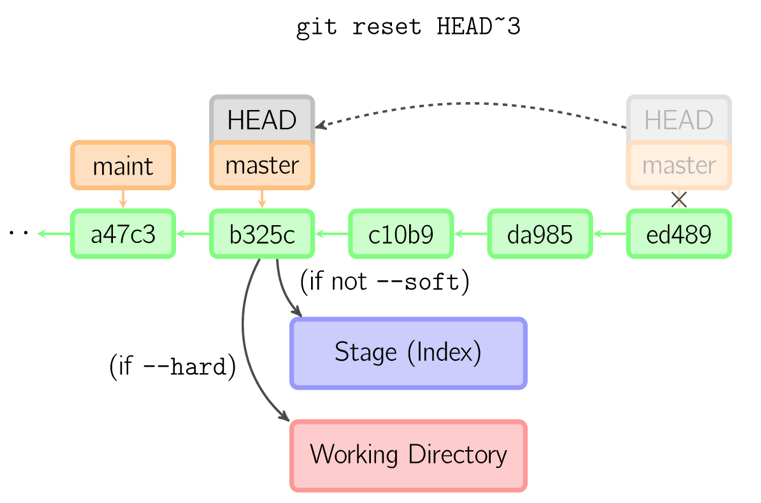 git reset HEAD~3
HEAD
HEAD
maint
master
master
··
a47c3
b325c
c10b9
da985
ed489
(if not --soft)
Stage (Index)
(if --hard)
Working Directory